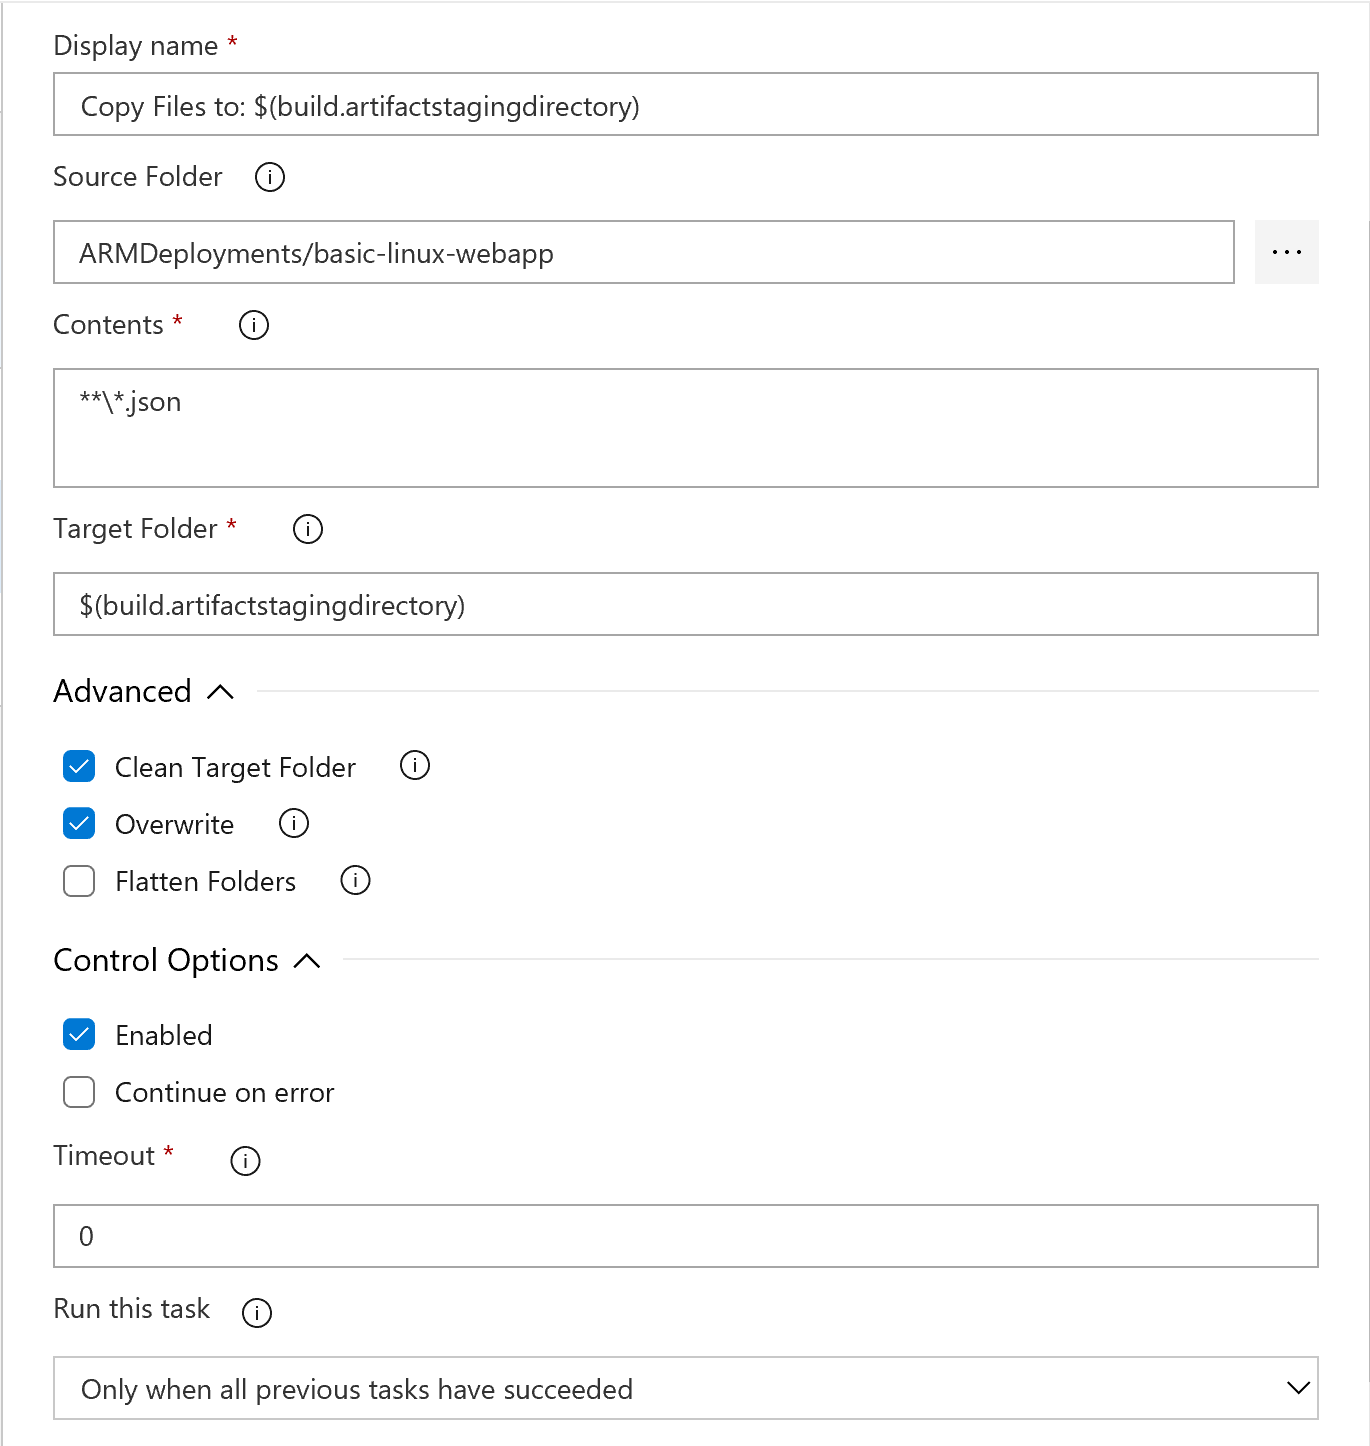 Display name *
Copy Files to: $(build.artifactstagingdirectory)
Source Folder
ARMDeployments/basic-linux-webapp
Contents *
**\*.json
Target Folder *
$(build.artifactstagingdirectory)
Advanced
Clean Target Folder
Overwrite
Flatten Folders
Control Options
Enabled
Continue on error
Timeout *
0
Run this task
Only when all previous tasks have succeeded